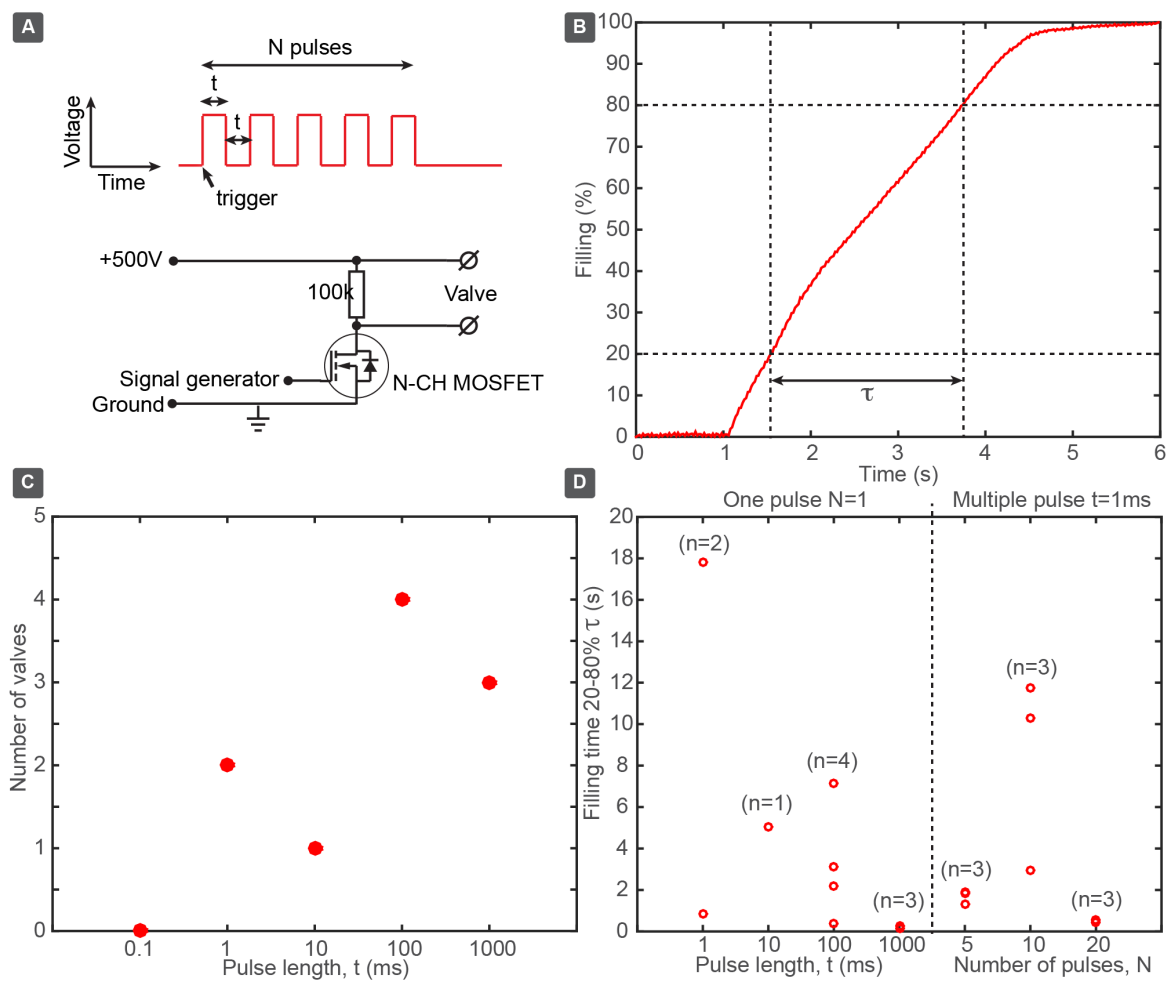 A
N pulses
t
t
Voltage
Time
trigger
+500V
100k
Valve
Signal generator
N-CH MOSFET
Ground
B
100
90
80
70
60
50
40
30
20
10
0
Filling (%)
τ
0 1 2 3 4 5 6
Time (s)
C
5
4
3
2
1
0
Number of valves
0.1 1 10 100 1000
Pulse length, t (ms)
D
One pulse N=1 Multiple pulse t=1ms
20
18
16
14
12
10
8
6
4
2
0
Filling time 20-80% τ (s)
(n=2)
(n=1)
(n=4)
(n=3)
(n=3)
(n=3)
(n=3)
1 10 100 1000 5 10 20
Pulse length, t (ms) Number of pulses, N